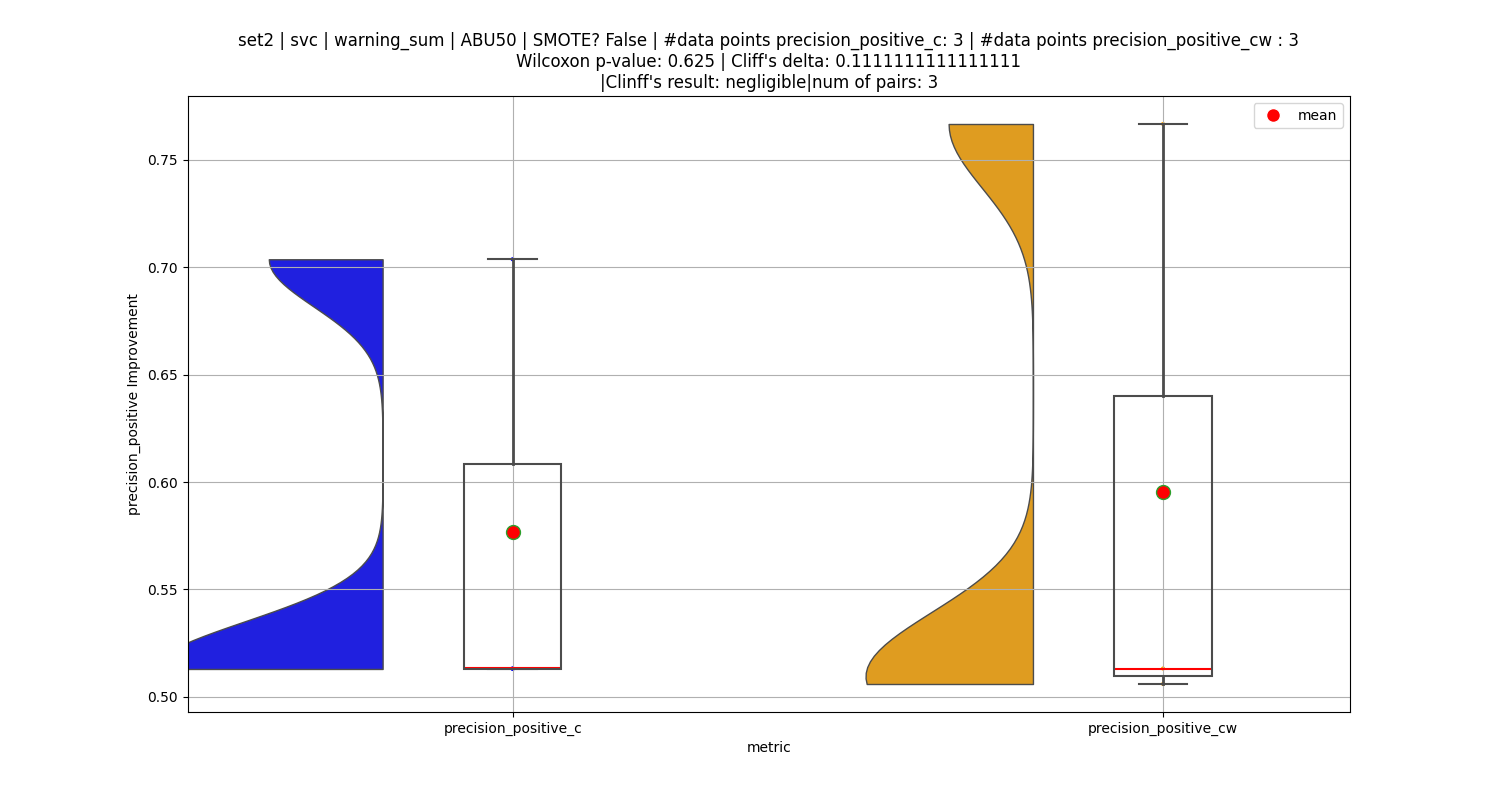 set2 | svc | warning_sum | ABU50 | SMOTE? False | #data points precision_positive_c: 3 | #data points precision_positive_cw : 3
Wilcoxon p-value: 0.625 | Cliff's delta: 0.1111111111111111
|Clinff's result: negligible|num of pairs: 3
mean
0.75
0.70
0.65
0.60
0.55
0.50
precision_positive Improvement
precision_positive_c
precision_positive_cw
metric